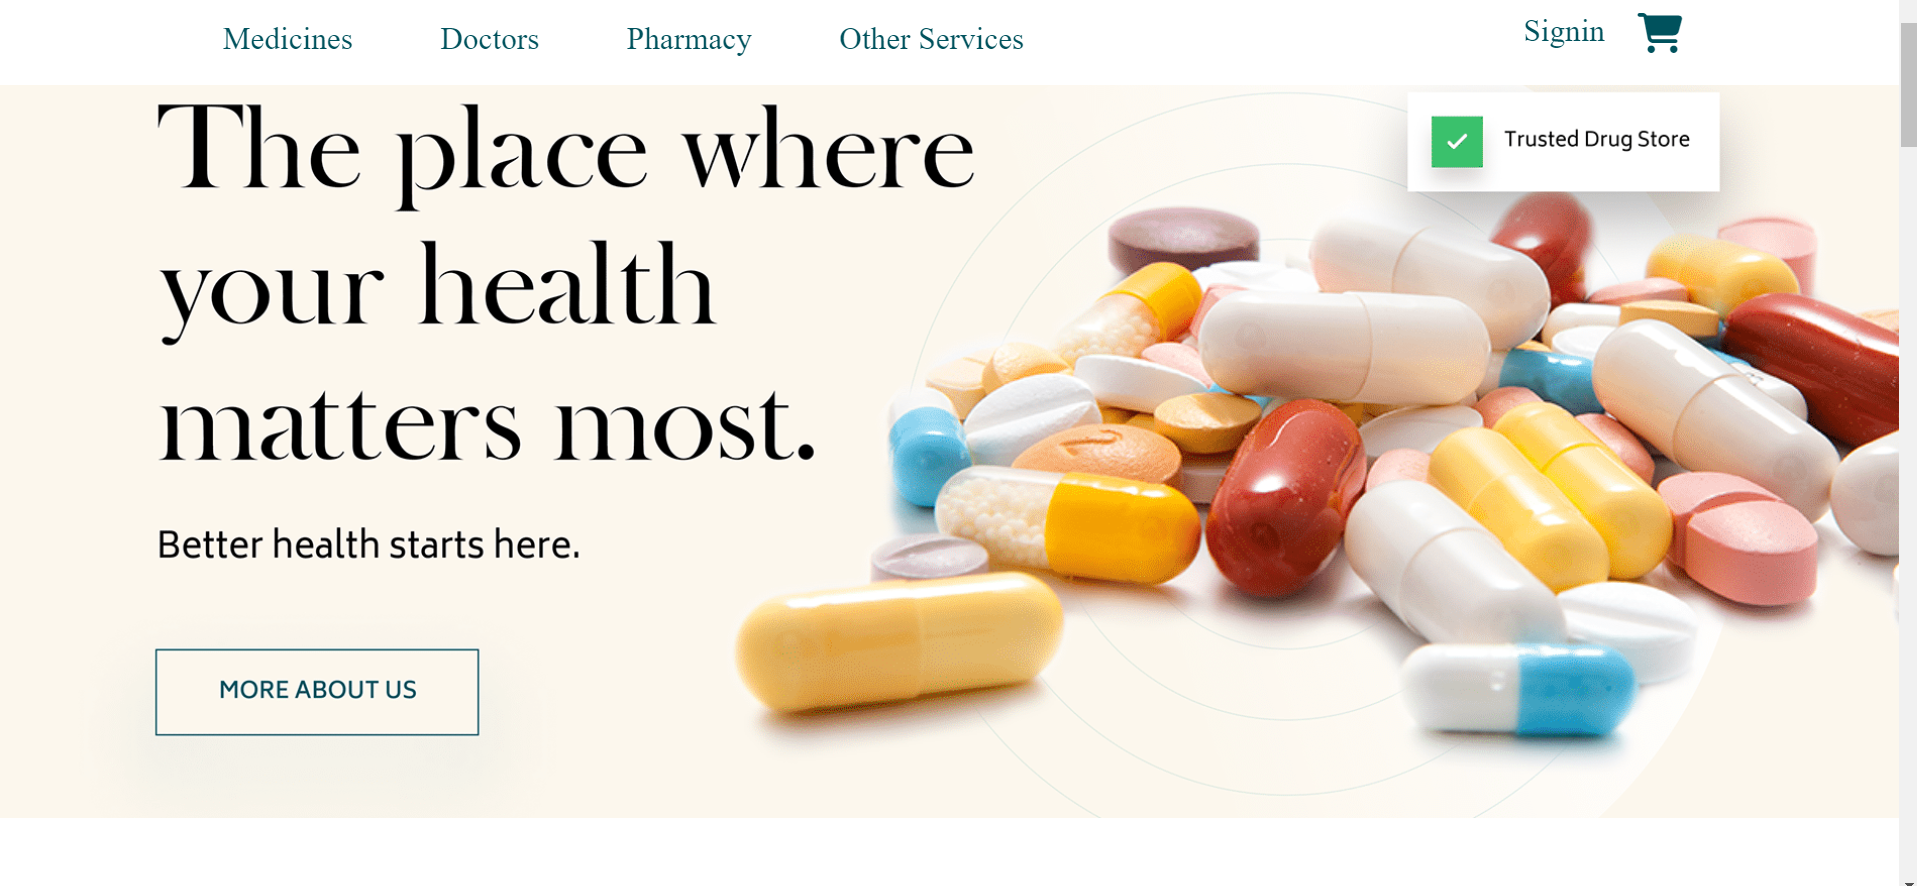 Medicines Doctors Pharmacy Other Services Signin
Trusted Drug Store
The place where
your health
matters most.
Better health starts here.
MORE ABOUT US